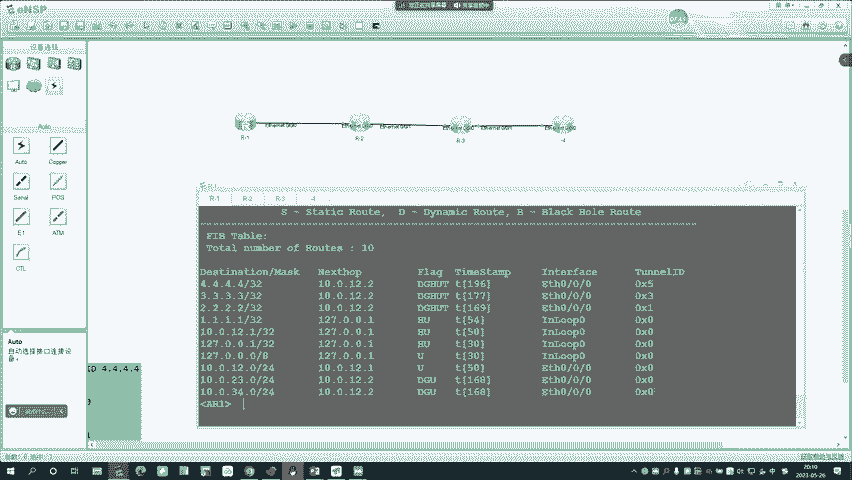 eNSP
设备连线
Auto
Auto
Copper
Serial
POS
E1
ATM
CTL
Auto
自动选择接口连接设备。
ID 4.4.4.4
R-1
R-2
R-3
-4
R-1 R-2 R-3 -4
S - Static Route, D - Dynamic Route, B - Black Hole Route
--------------------------------------------------------------------------------
FIB Table:
Total number of Routes : 10
Destination/Mask Nexthop Flag TimeStamp Interface TunnelID
4.4.4.4/32 10.0.12.2 DGHUT t[196] Eth0/0/0 0x5
3.3.3.3/32 10.0.12.2 DGHUT t[177] Eth0/0/0 0x3
2.2.2.2/32 10.0.12.2 DGHUT t[169] Eth0/0/0 0x1
1.1.1.1/32 127.0.0.1 HU t[54] InLoop0 0x0
10.0.12.1/32 127.0.0.1 HU t[50] InLoop0 0x0
127.0.0.1/32 127.0.0.1 HU t[30] InLoop0 0x0
127.0.0.0/8 127.0.0.1 U t[30] InLoop0 0x0
10.0.12.0/24 10.0.12.1 U t[50] Eth0/0/0 0x0
10.0.23.0/24 10.0.12.2 DGU t[168] Eth0/0/0 0x0
10.0.34.0/24 10.0.12.2 DGU t[168] Eth0/0/0 0x0
<AR1>
20:10
2023-05-26